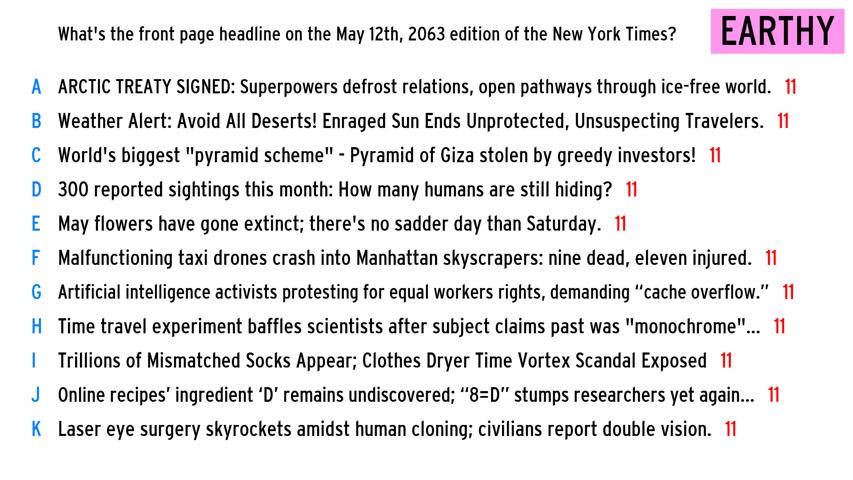 What's the front page headline on the May 12th, 2063 edition of the New York Times?
EARTHY
A ARCTIC TREATY SIGNED: Superpowers defrost relations, open pathways through ice-free world. 11
B Weather Alert: Avoid All Deserts! Enraged Sun Ends Unprotected, Unsuspecting Travelers. 11
C World's biggest "pyramid scheme" - Pyramid of Giza stolen by greedy investors! 11
D 300 reported sightings this month: How many humans are still hiding? 11
E May flowers have gone extinct; there's no sadder day than Saturday. 11
F Malfunctioning taxi drones crash into Manhattan skyscrapers: nine dead, eleven injured. 11
G Artificial intelligence activists protesting for equal workers rights, demanding “cache overflow.” 11
H Time travel experiment baffles scientists after subject claims past was "monochrome"... 11
I Trillions of Mismatched Socks Appear; Clothes Dryer Time Vortex Scandal Exposed 11
J Online recipes’ ingredient ‘D’ remains undiscovered; “8=D” stumps researchers yet again... 11
K Laser eye surgery skyrockets amidst human cloning; civilians report double vision. 11